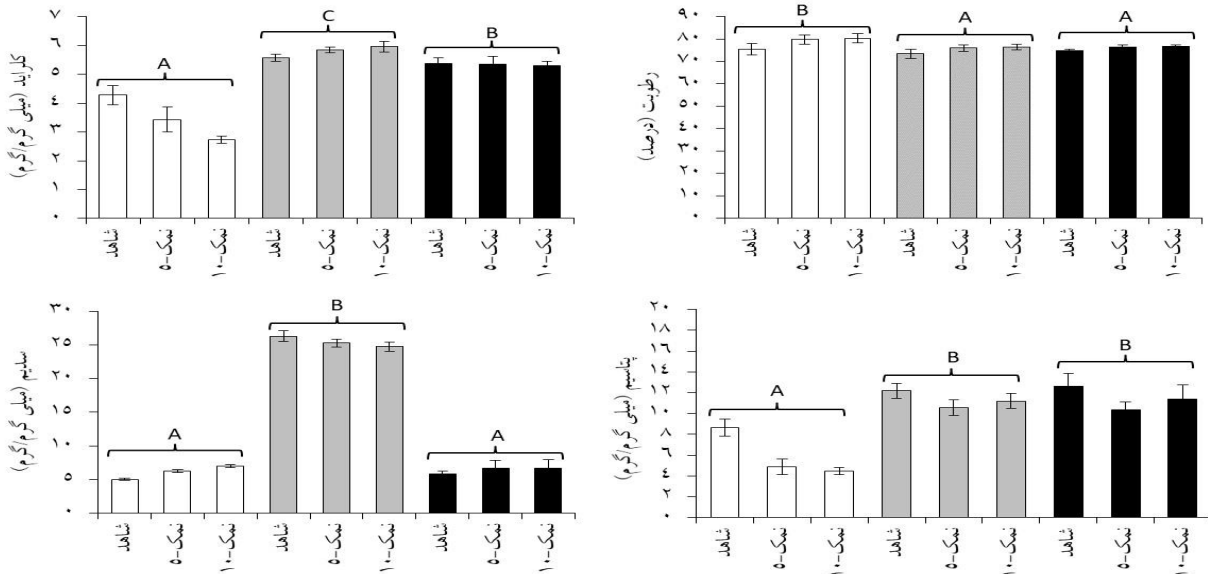 کلراید (میلی گرم/گرم)
۷
۶
۵
۴
۳
۲
۱
۰
A
C
B
شاهد
نمک-۵
نمک-۱۰
شاهد
نمک-۵
نمک-۱۰
شاهد
نمک-۵
نمک-۱۰
رطوبت (درصد)
۹۰
۸۰
۷۰
۶۰
۵۰
۴۰
۳۰
۲۰
۱۰
۰
B
A
A
شاهد
نمک-۵
نمک-۱۰
شاهد
نمک-۵
نمک-۱۰
شاهد
نمک-۵
نمک-۱۰
سدیم (میلی گرم/گرم)
۳۰
۲۵
۲۰
۱۵
۱۰
۵
۰
A
B
A
شاهد
نمک-۵
نمک-۱۰
شاهد
نمک-۵
نمک-۱۰
شاهد
نمک-۵
نمک-۱۰
پتاسیم (میلی گرم/گرم)
۲۰
۱۸
۱۶
۱۴
۱۲
۱۰
۸
۶
۴
۲
۰
A
B
B
شاهد
نمک-۵
نمک-۱۰
شاهد
نمک-۵
نمک-۱۰
شاهد
نمک-۵
نمک-۱۰